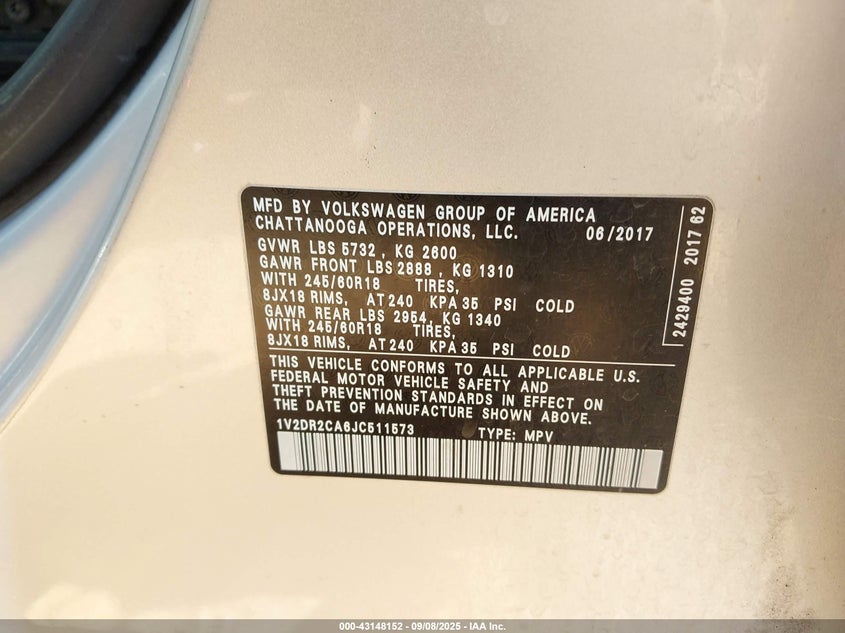 MFD BY VOLKSWAGEN GROUP OF AMERICA
CHATTANOOGA OPERATIONS, LLC. 06/2017
GVWR LBS 5732 , KG 2600
GAWR FRONT LBS 2888 , KG 1310
WITH 245/60R18 TIRES,
8JX18 RIMS, AT 240 KPA 35 PSI COLD
GAWR REAR LBS 2954, KG 1340
WITH 245/60R18 TIRES,
8JX18 RIMS, AT 240 KPA 35 PSI COLD
THIS VEHICLE CONFORMS TO ALL APPLICABLE U.S.
FEDERAL MOTOR VEHICLE SAFETY AND
THEFT PREVENTION STANDARDS IN EFFECT ON
THE DATE OF MANUFACTURE SHOWN ABOVE.
1V2DR2CA6JC511573 TYPE: MPV
2429400 2017 62
000-43148152 - 09/08/2025 - IAA Inc.